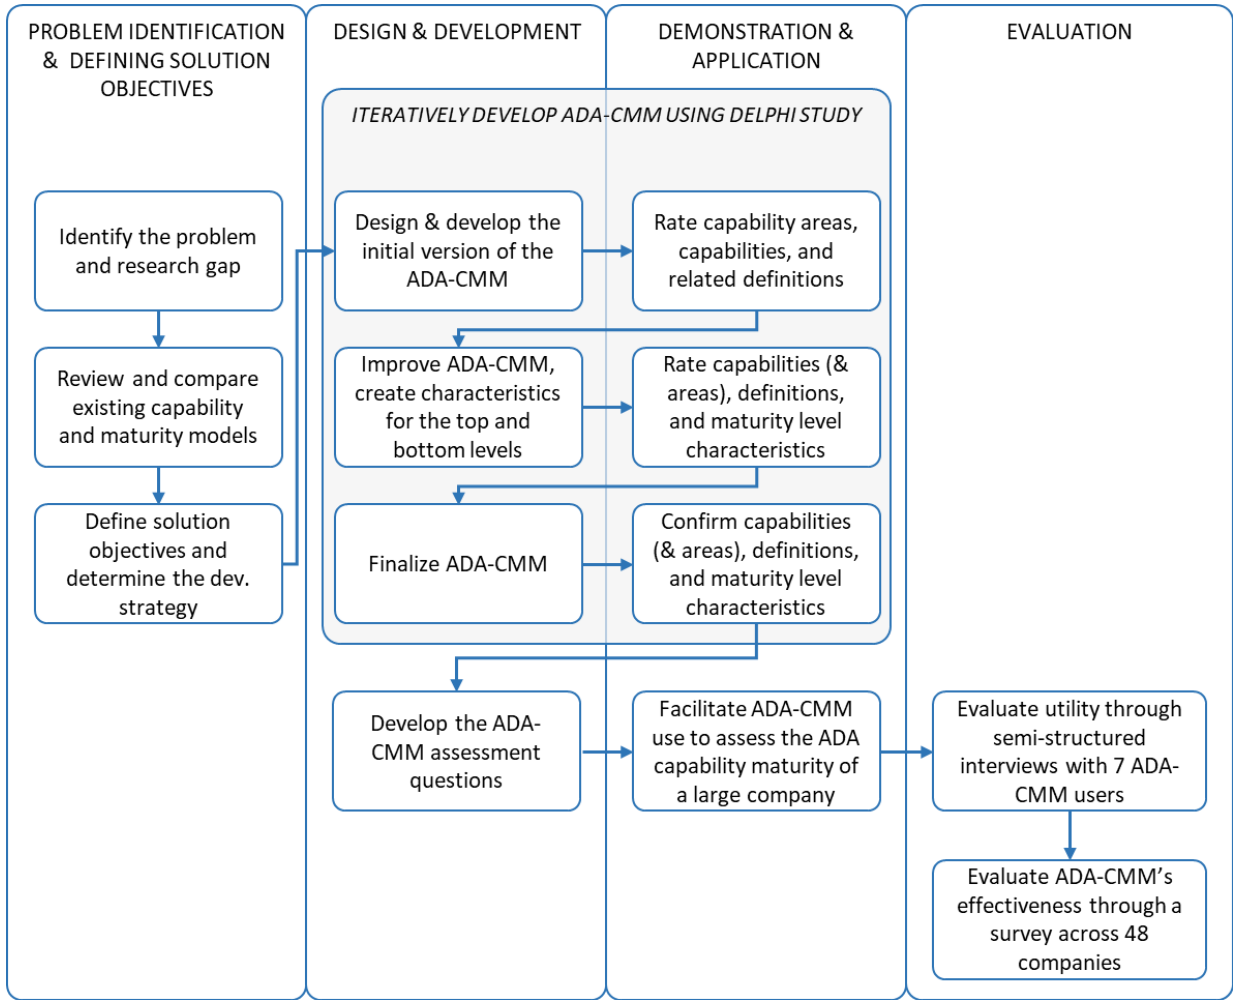 PROBLEM IDENTIFICATION
& DEFINING SOLUTION
OBJECTIVES
DESIGN & DEVELOPMENT
DEMONSTRATION &
APPLICATION
EVALUATION
ITERATIVELY DEVELOP ADA-CMM USING DELPHI STUDY
Identify the problem
and research gap
Review and compare
existing capability
and maturity models
Define solution
objectives and
determine the dev.
strategy
Design & develop the
initial version of the
ADA-CMM
Rate capability areas,
capabilities, and
related definitions
Improve ADA-CMM,
create characteristics
for the top and
bottom levels
Rate capabilities (&
areas), definitions,
and maturity level
characteristics
Finalize ADA-CMM
Confirm capabilities
(& areas), definitions,
and maturity level
characteristics
Develop the ADA-
CMM assessment
questions
Facilitate ADA-CMM
use to assess the ADA
capability maturity of
a large company
Evaluate utility through
semi-structured
interviews with 7 ADA-
CMM users
Evaluate ADA-CMM’s
effectiveness through a
survey across 48
companies